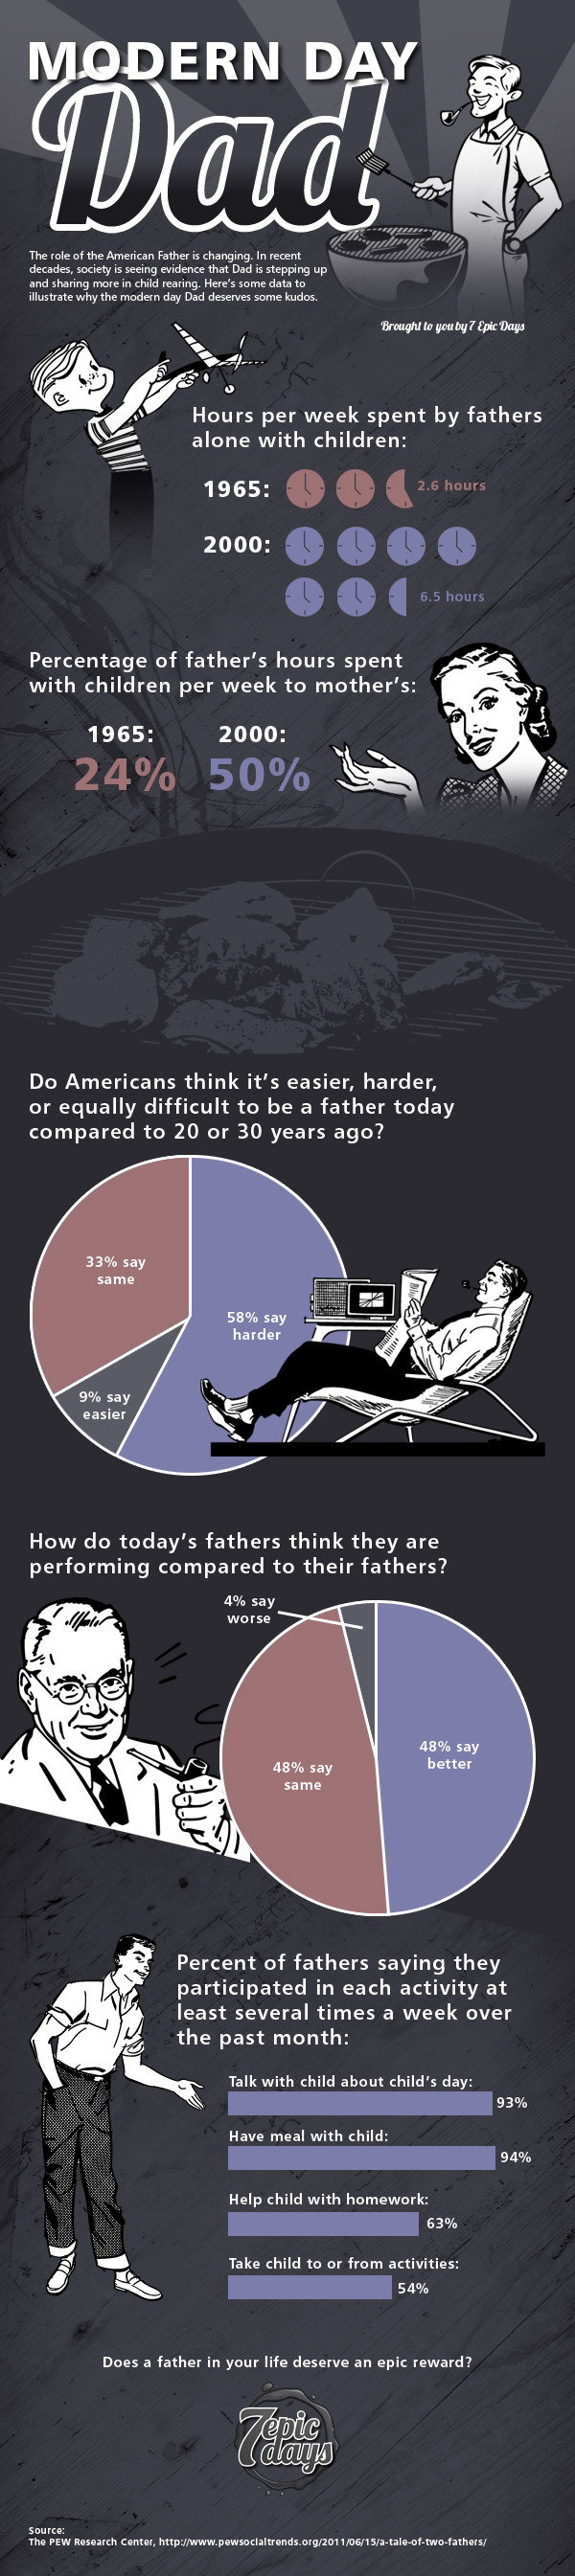 MODERN DAY
Dad
The role of the American Father is changing. In recent
decades, society is seeing evidence that Dad is stepping up
and sharing more in child rearing. Here's some data to
illustrate why the modern day Dad deserves some kudos.
Brought to you by 7 Epic Days
Hours per week spent by fathers
alone with children:
1965:
2.6 hours
2000:
6.5 hours
Percentage of father's hours spent
with children per week to mother's:
1965: 2000:
24% 50%
Do Americans think it's easier, harder,
or equally difficult to be a father today
compared to 20 or 30 years ago?
33% say
same
58% say
harder
9% say
easier
How do today's fathers think they are
performing compared to their fathers?
4% say
worse
48% say
better
48% say
same
Percent of fathers saying they
participated in each activity at
least several times a week over
the past month:
Talk with child about child's day:
93%
Have meal with child:
94%
Help child with homework:
63%
Take child to or from activities:
54%
Does a father in your life deserve an epic reward?
7epic
days
Source:
The PEW Research Center, http://www.pewsocialtrends.org/2011/06/15/a-tale-of-two-fathers/